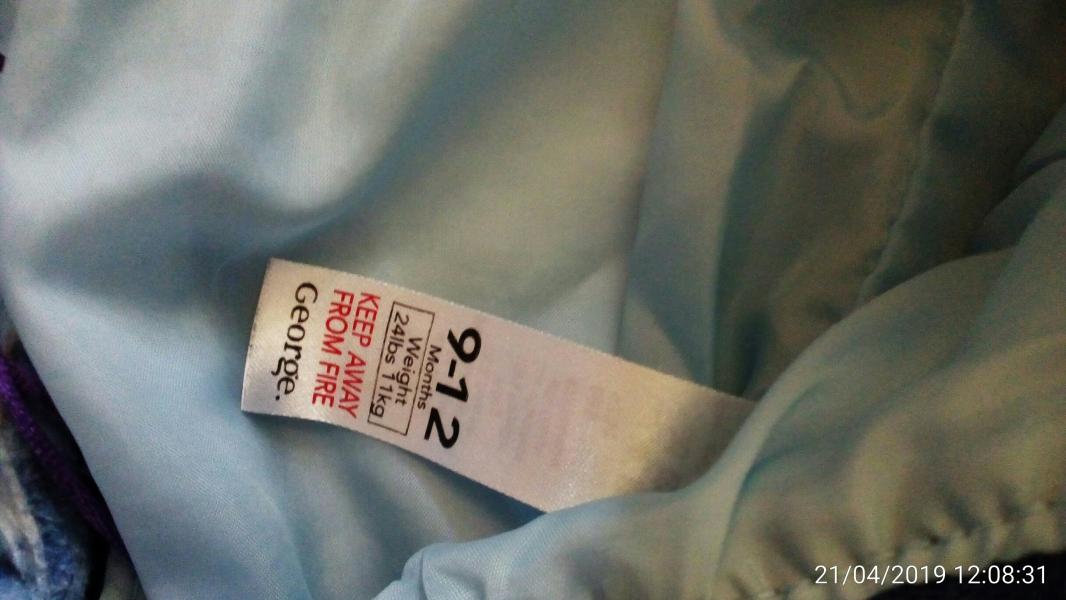 9-12
Months
Weight
24lbs 11kg
KEEP AWAY
FROM FIRE
George.
21/04/2019 12:08:31